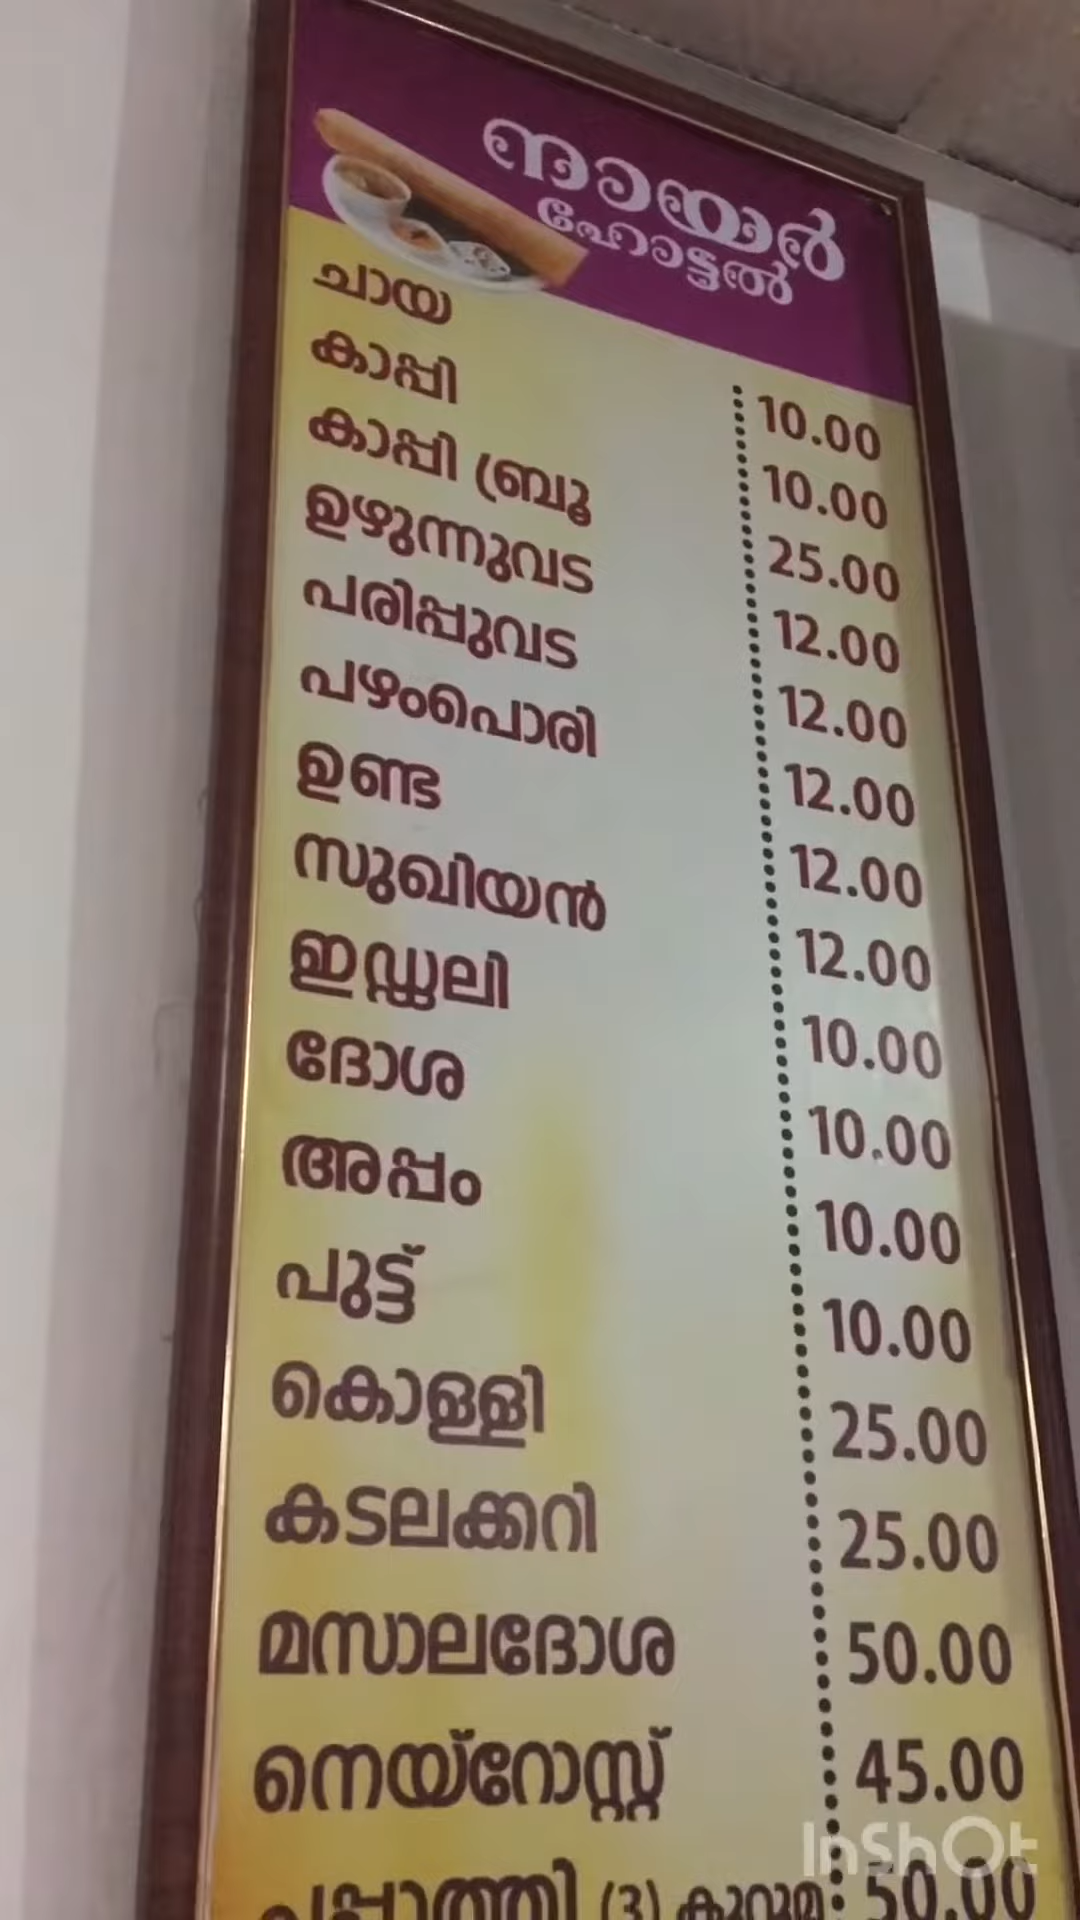 നായർ
ഹോട്ടൽ
ചായ 10.00
കാപ്പി 10.00
കാപ്പി ബ്രൂ 25.00
ഉഴുന്നുവട 12.00
പരിപ്പുവട 12.00
പഴംപൊരി 12.00
ഉണ്ട 12.00
സുഖിയൻ 12.00
ഇഡ്ഡലി 10.00
ദോശ 10.00
അപ്പം 10.00
പുട്ട് 10.00
കൊള്ളി 25.00
കടലക്കറി 25.00
മസാലദോശ 50.00
നെയ്റോസ്റ്റ് 45.00
(3) 50.00
InShOt